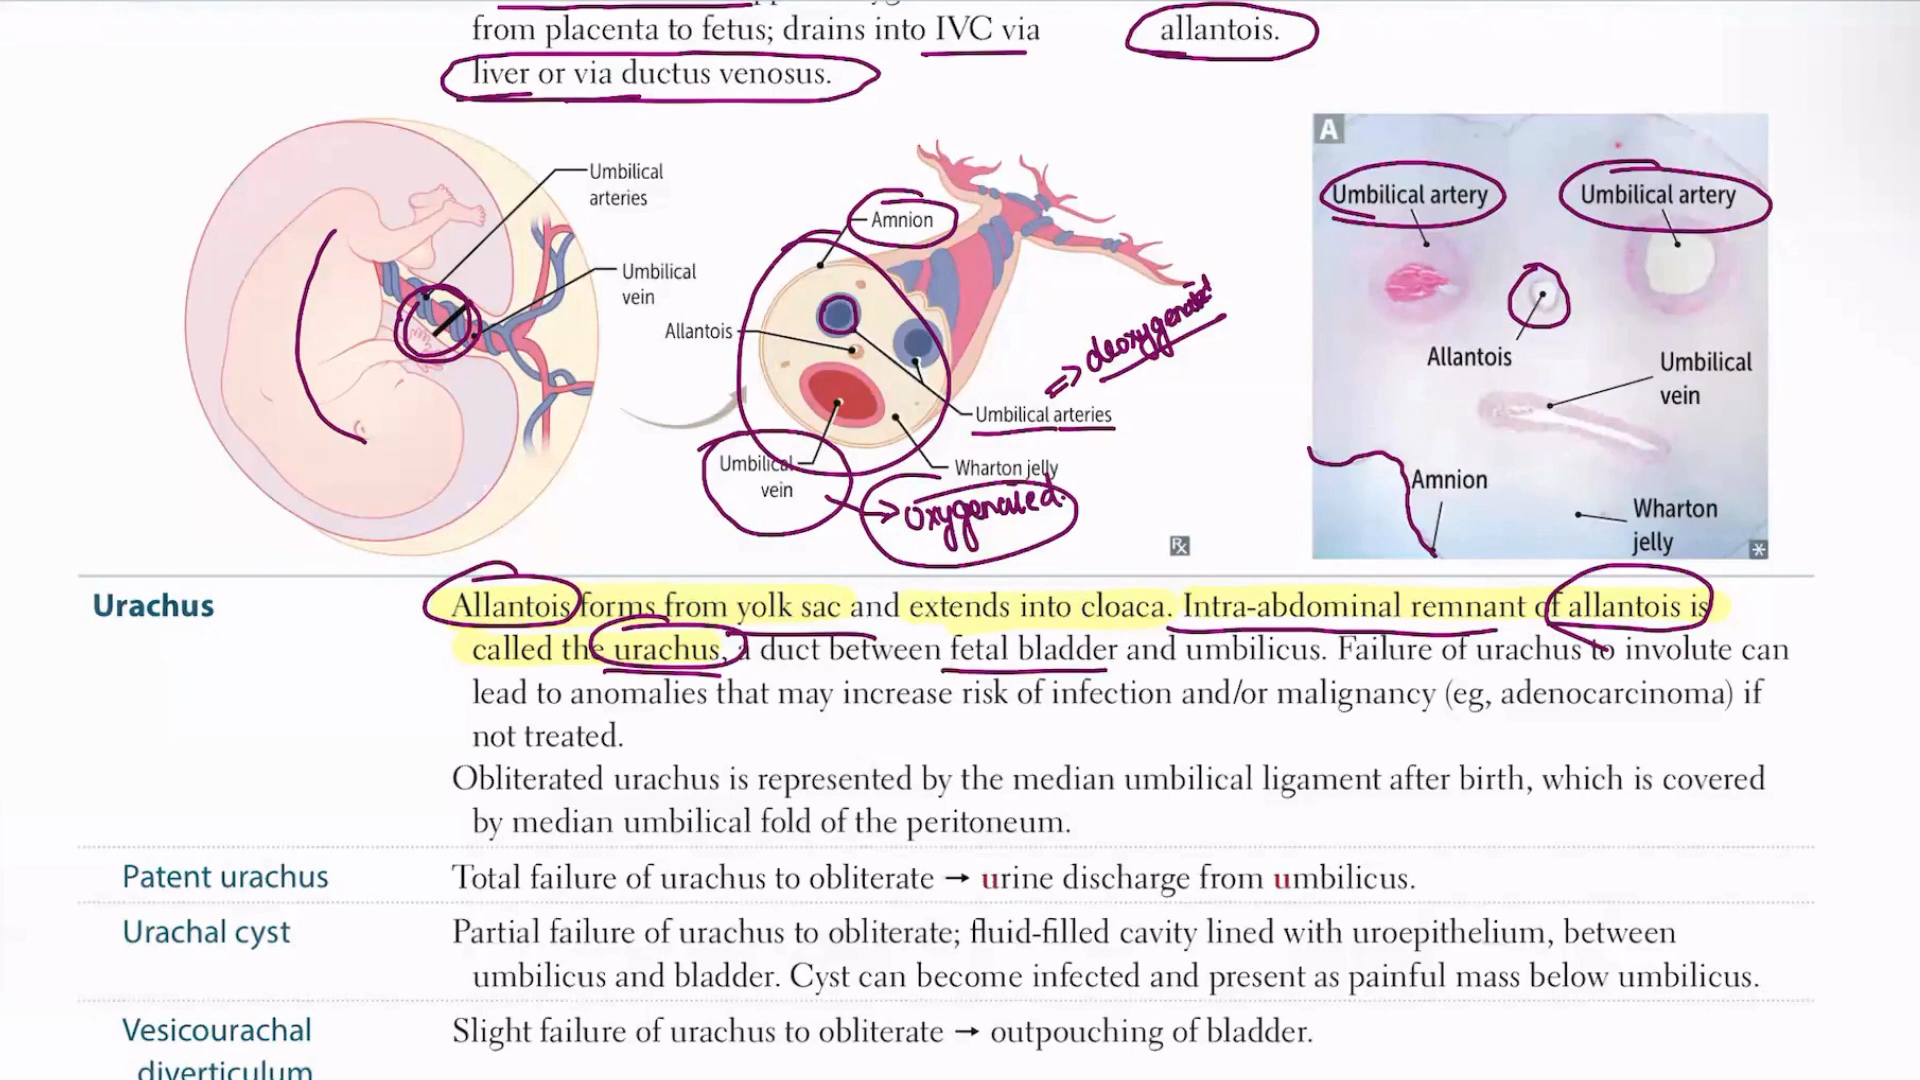 from placenta to fetus; drains into IVC via
allantois.
liver or via ductus venosus.
Umbilical
arteries
Umbilical
vein
Amnion
Allantois
Umbilical arteries
Wharton jelly
Umbilical
vein
=> deoxygenated
→ oxygenated.
Rx
A
Umbilical artery
Umbilical artery
Allantois
Umbilical
vein
Amnion
Wharton
jelly
*
Urachus
Allantois forms from yolk sac and extends into cloaca. Intra-abdominal remnant of allantois is
called the urachus, a duct between fetal bladder and umbilicus. Failure of urachus to involute can
lead to anomalies that may increase risk of infection and/or malignancy (eg, adenocarcinoma) if
not treated.
Obliterated urachus is represented by the median umbilical ligament after birth, which is covered
by median umbilical fold of the peritoneum.
Patent urachus
Total failure of urachus to obliterate → urine discharge from umbilicus.
Urachal cyst
Partial failure of urachus to obliterate; fluid-filled cavity lined with uroepithelium, between
umbilicus and bladder. Cyst can become infected and present as painful mass below umbilicus.
Vesicourachal
diverticulum
Slight failure of urachus to obliterate → outpouching of bladder.